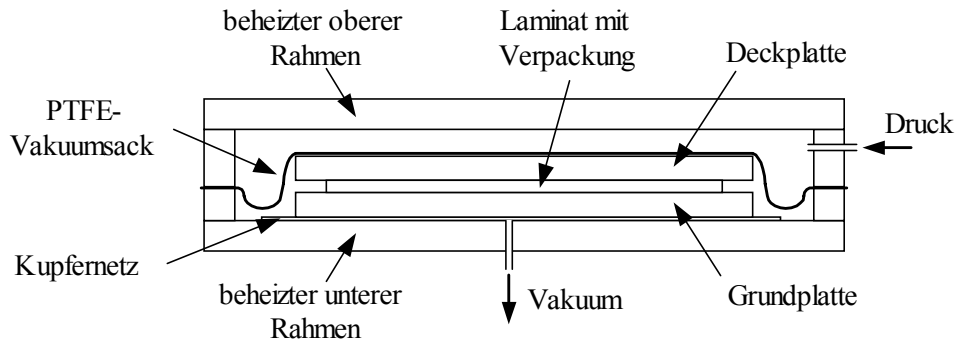 beheizter oberer
Rahmen
Laminat mit
Verpackung
Deckplatte
PTFE-
Vakuumsack
Druck
Kupfernetz
beheizter unterer
Rahmen
Vakuum
Grundplatte